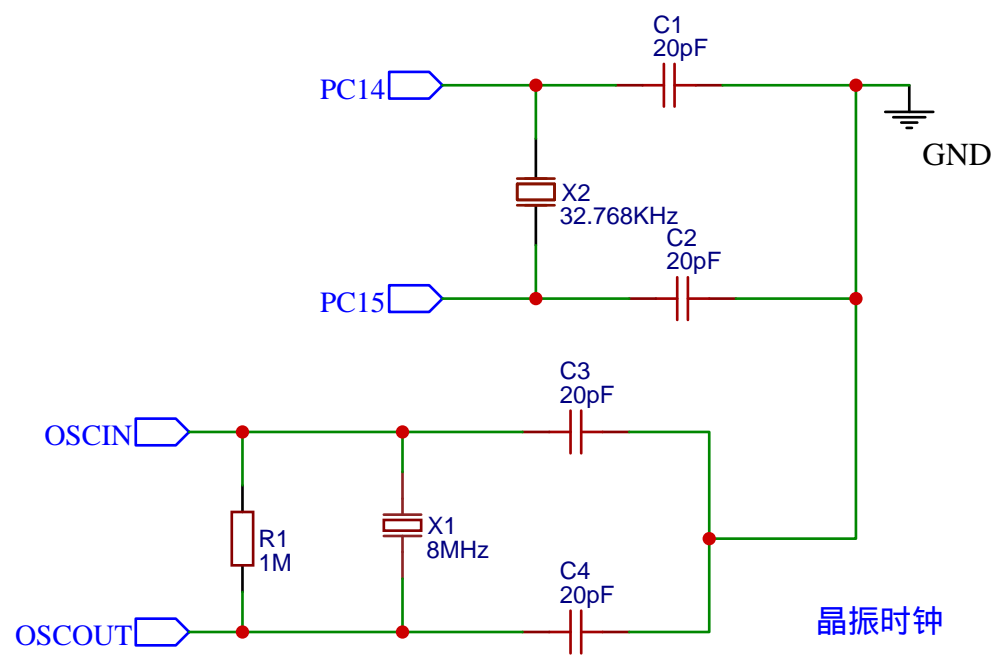 C1
20pF
PC14
GND
X2
32.768KHz
C2
20pF
PC15
C3
20pF
OSCIN
R1
1M
X1
8MHz
C4
20pF
OSCOUT
晶振时钟